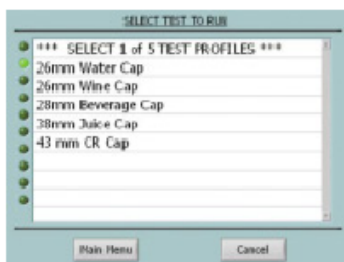 SELECT TEST TO RUN
*** SELECT 1 of 5 TEST PROFILES ***
26mm Water Cap
26mm Wine Cap
28mm Beverage Cap
38mm Juice Cap
43 mm CR Cap
Main Menu
Cancel